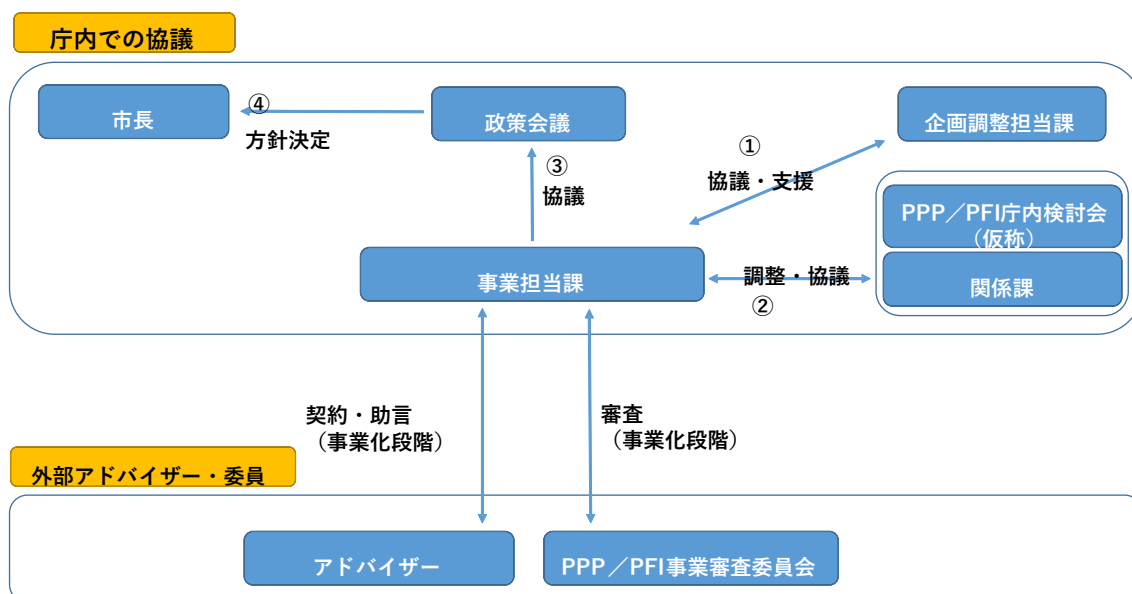 庁内での協議
市長
④
方針決定
政策会議
③
協議
①
協議・支援
企画調整担当課
PPP／PFI庁内検討会
（仮称）
関係課
事業担当課
調整・協議
②
契約・助言
（事業化段階）
審査
（事業化段階）
外部アドバイザー・委員
アドバイザー
PPP／PFI事業審査委員会